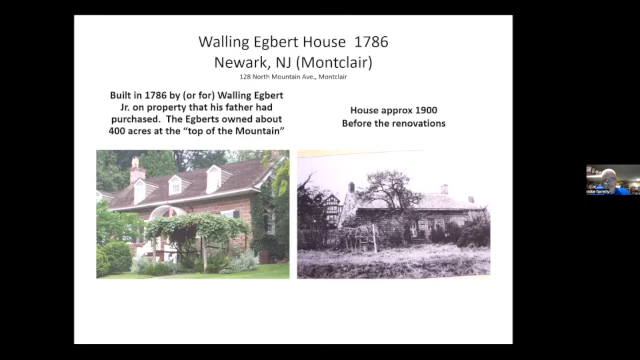 Walling Egbert House 1786
Newark, NJ (Montclair)
128 North Mountain Ave., Montclair
Built in 1786 by (or for) Walling Egbert
Jr. on property that his father had
purchased. The Egberts owned about
400 acres at the “top of the Mountain”
House approx 1900
Before the renovations